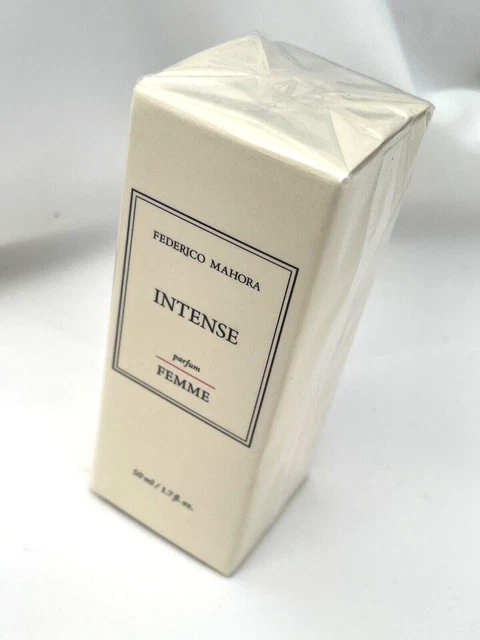 FEDERICO MAHORA
INTENSE
parfum
FEMME
50 ml / 1.7 fl. oz.